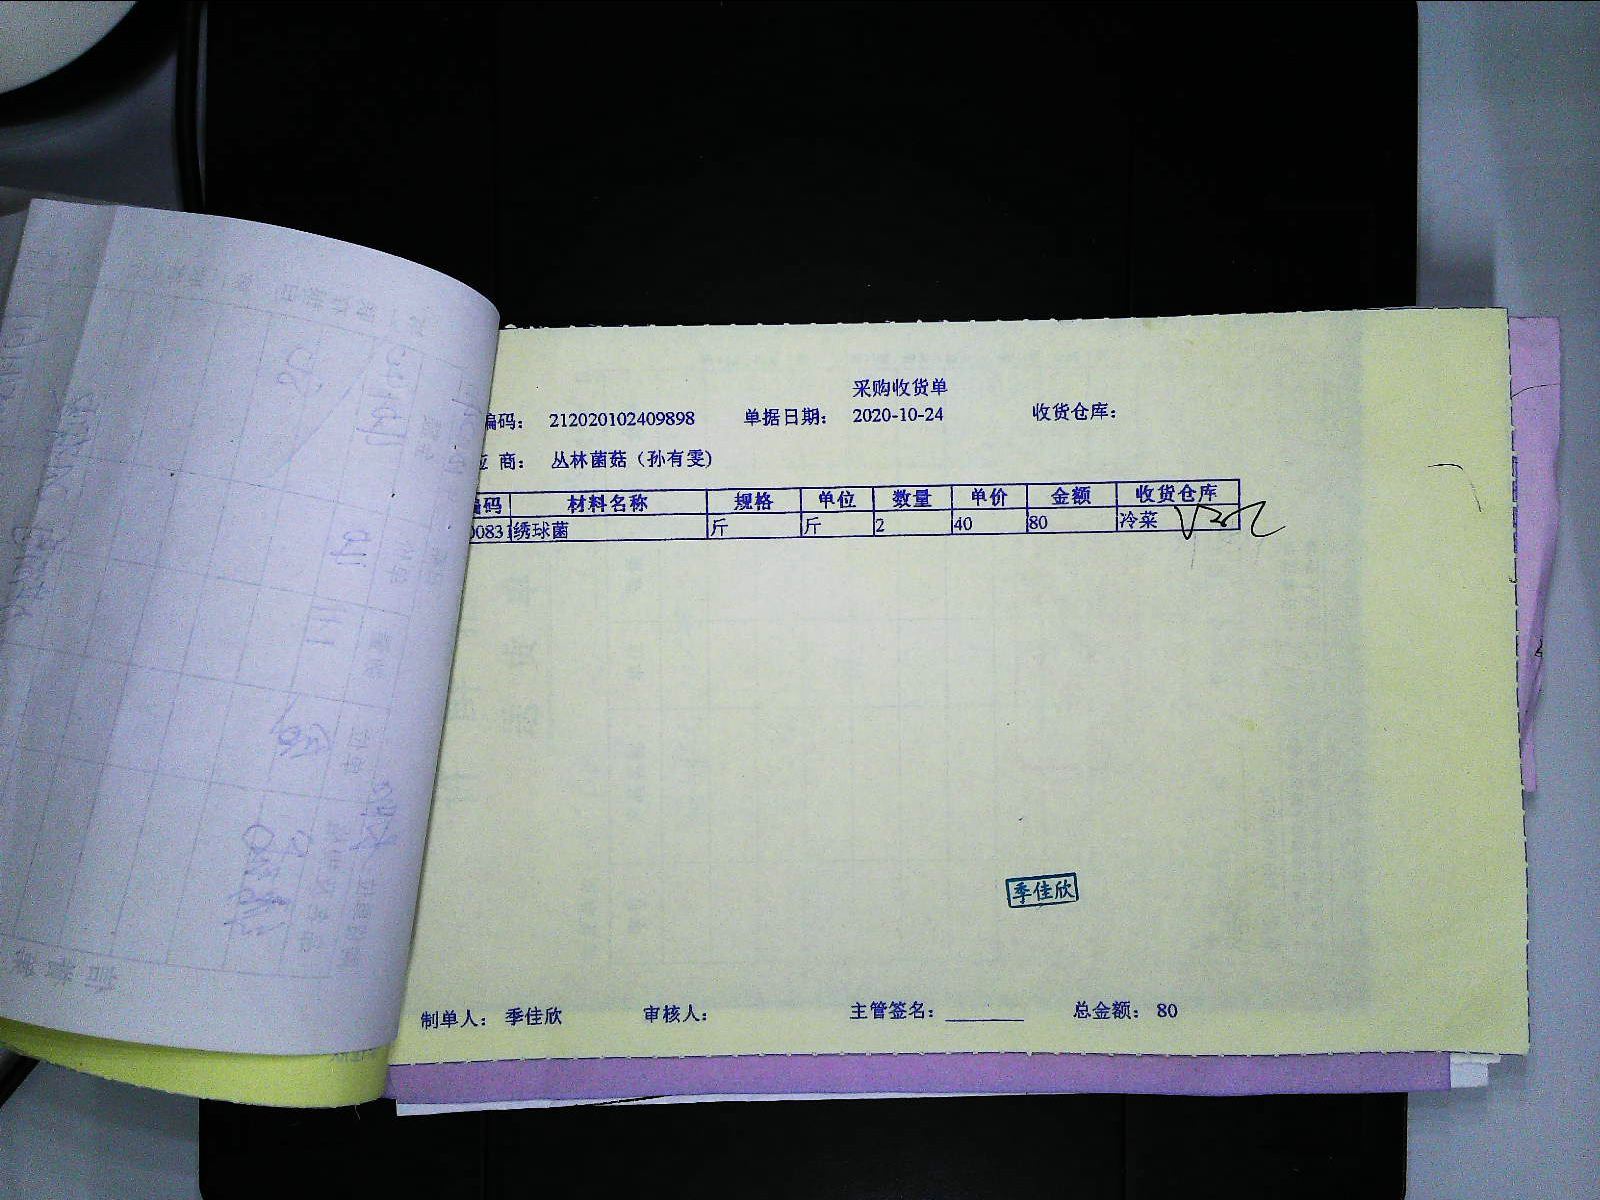 采购收货单
编码： 212020102409898 单据日期： 2020-10-24 收货仓库：
应 商： 丛林菌菇（孙有雯)
编码 材料名称 规格 单位 数量 单价 金额 收货仓库
00831 绣球菌 斤 斤 2 40 80 冷菜
季佳欣
制单人： 季佳欣 审核人： 主管签名：________ 总金额： 80